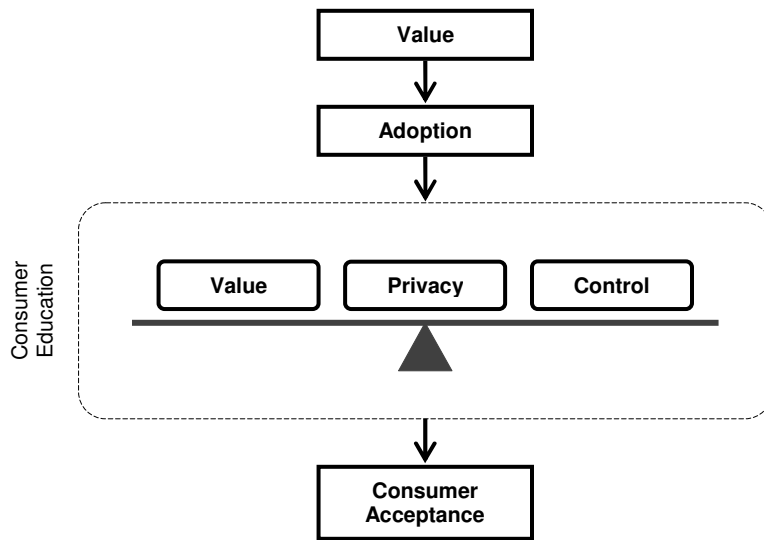 Value
Adoption
Consumer
Education
Value
Privacy
Control
Consumer
Acceptance